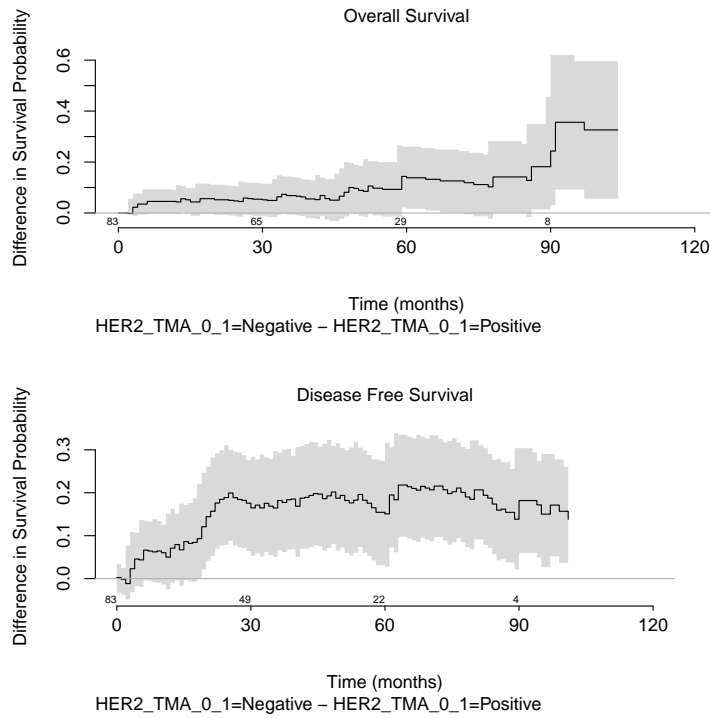 Overall Survival
Difference in Survival Probability
0.0 0.2 0.4 0.6
83 65 29 8
0 30 60 90 120
Time (months)
HER2_TMA_0_1=Negative – HER2_TMA_0_1=Positive
Disease Free Survival
Difference in Survival Probability
0.0 0.1 0.2 0.3
83 49 22 4
0 30 60 90 120
Time (months)
HER2_TMA_0_1=Negative – HER2_TMA_0_1=Positive